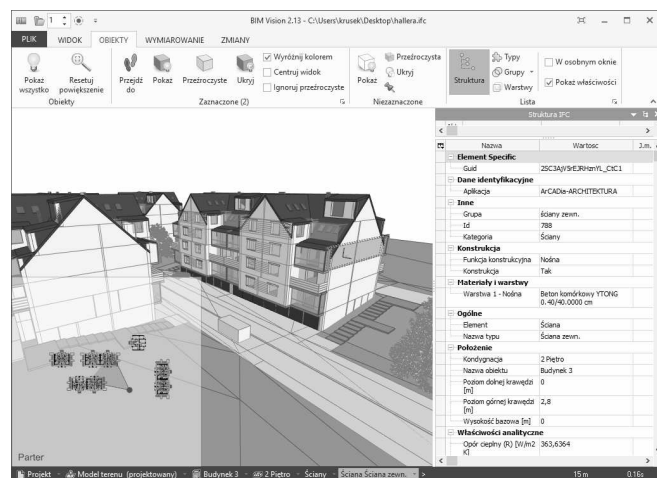 1
BIM Vision 2.13 - C:\Users\krusek\Desktop\hallera.ifc
PLIK WIDOK OBIEKTY WYMIAROWANIE ZMIANY
Pokaż wszystko
Resetuj powiększenie
Obiekty
Przejdź do
Pokaż
Przeźroczyste
Ukryj
Wyróżnij kolorem
Centruj widok
Ignoruj przeźroczyste
Zaznaczone (2)
Pokaż
Przeźroczysta
Ukryj
Niezaznaczone
Struktura
Typy
Grupy
Warstwy
W osobnym oknie
Pokaż właściwości
Lista
Struktura IFC
Nazwa Wartosc J.m.
Element Specific
Guid 2SC3AjV5rEJRHznYL_CtC1
Dane identyfikacyjne
Aplikacja ArCADia-ARCHITEKTURA
Inne
Grupa ściany zewn.
Id 788
Kategoria Ściany
Konstrukcja
Funkcja konstrukcyjna Nośna
Konstrukcja Tak
Materiały i warstwy
Warstwa 1 - Nośna Beton komórkowy YTONG
0.40/40.0000 cm
Ogólne
Element Ściana
Nazwa typu Ściana zewn.
Położenie
Kondygnacja 2 Piętro
Nazwa obiektu Budynek 3
Poziom dolnej krawędzi 0
[m]
Poziom górnej krawędzi 2,8
[m]
Wysokość bazowa [m] 0
Właściwości analityczne
Opór cieplny (R) [W/m2 363,6364
K]
Parter
Projekt - Model terenu (projektowany) - Budynek 3 - 2 Piętro - Ściany - Ściana Ściana zewn. - > 15 m 0.16s